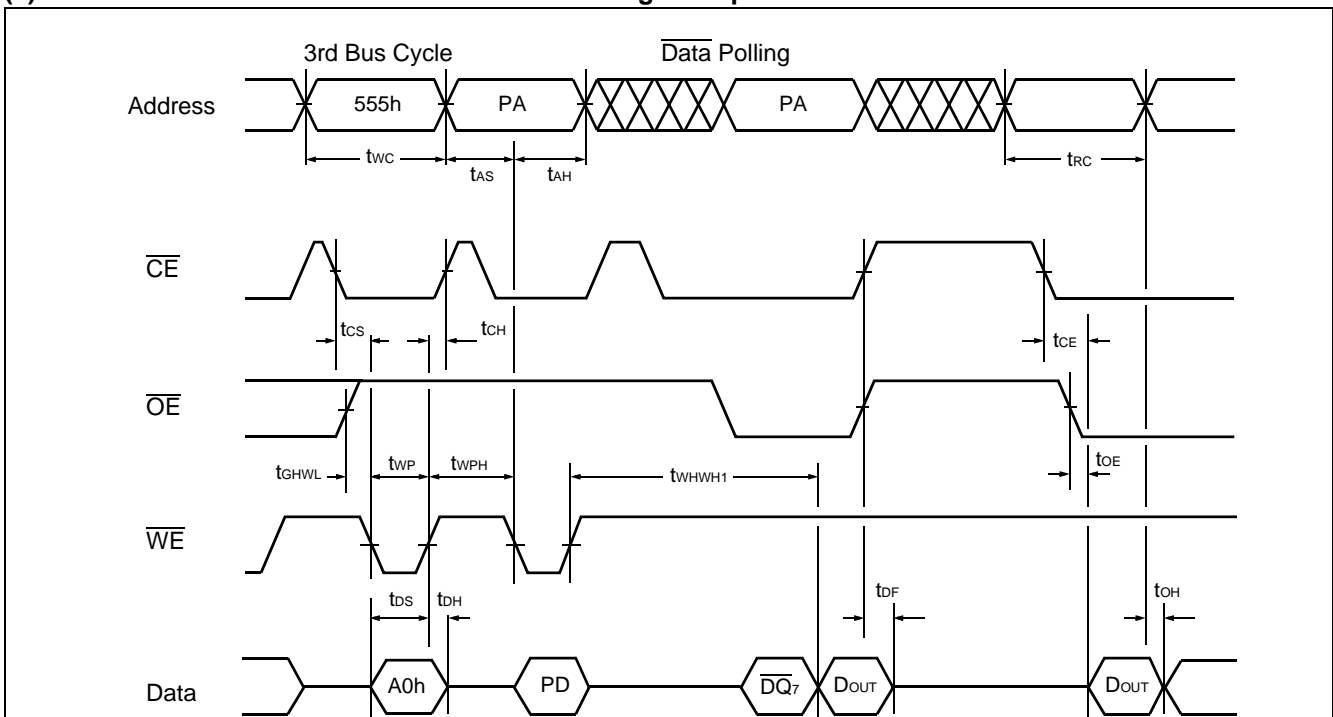 3rd Bus Cycle
Data Polling
Address
555h
PA
PA
tWC
tAS
tAH
tRC
CE
tCS
tCH
tCE
OE
tGHWL
tWP
tWPH
tWHWH1
tOE
WE
tDS
tDH
tDF
tOH
Data
A0h
PD
DQ7
DOUT
DOUT